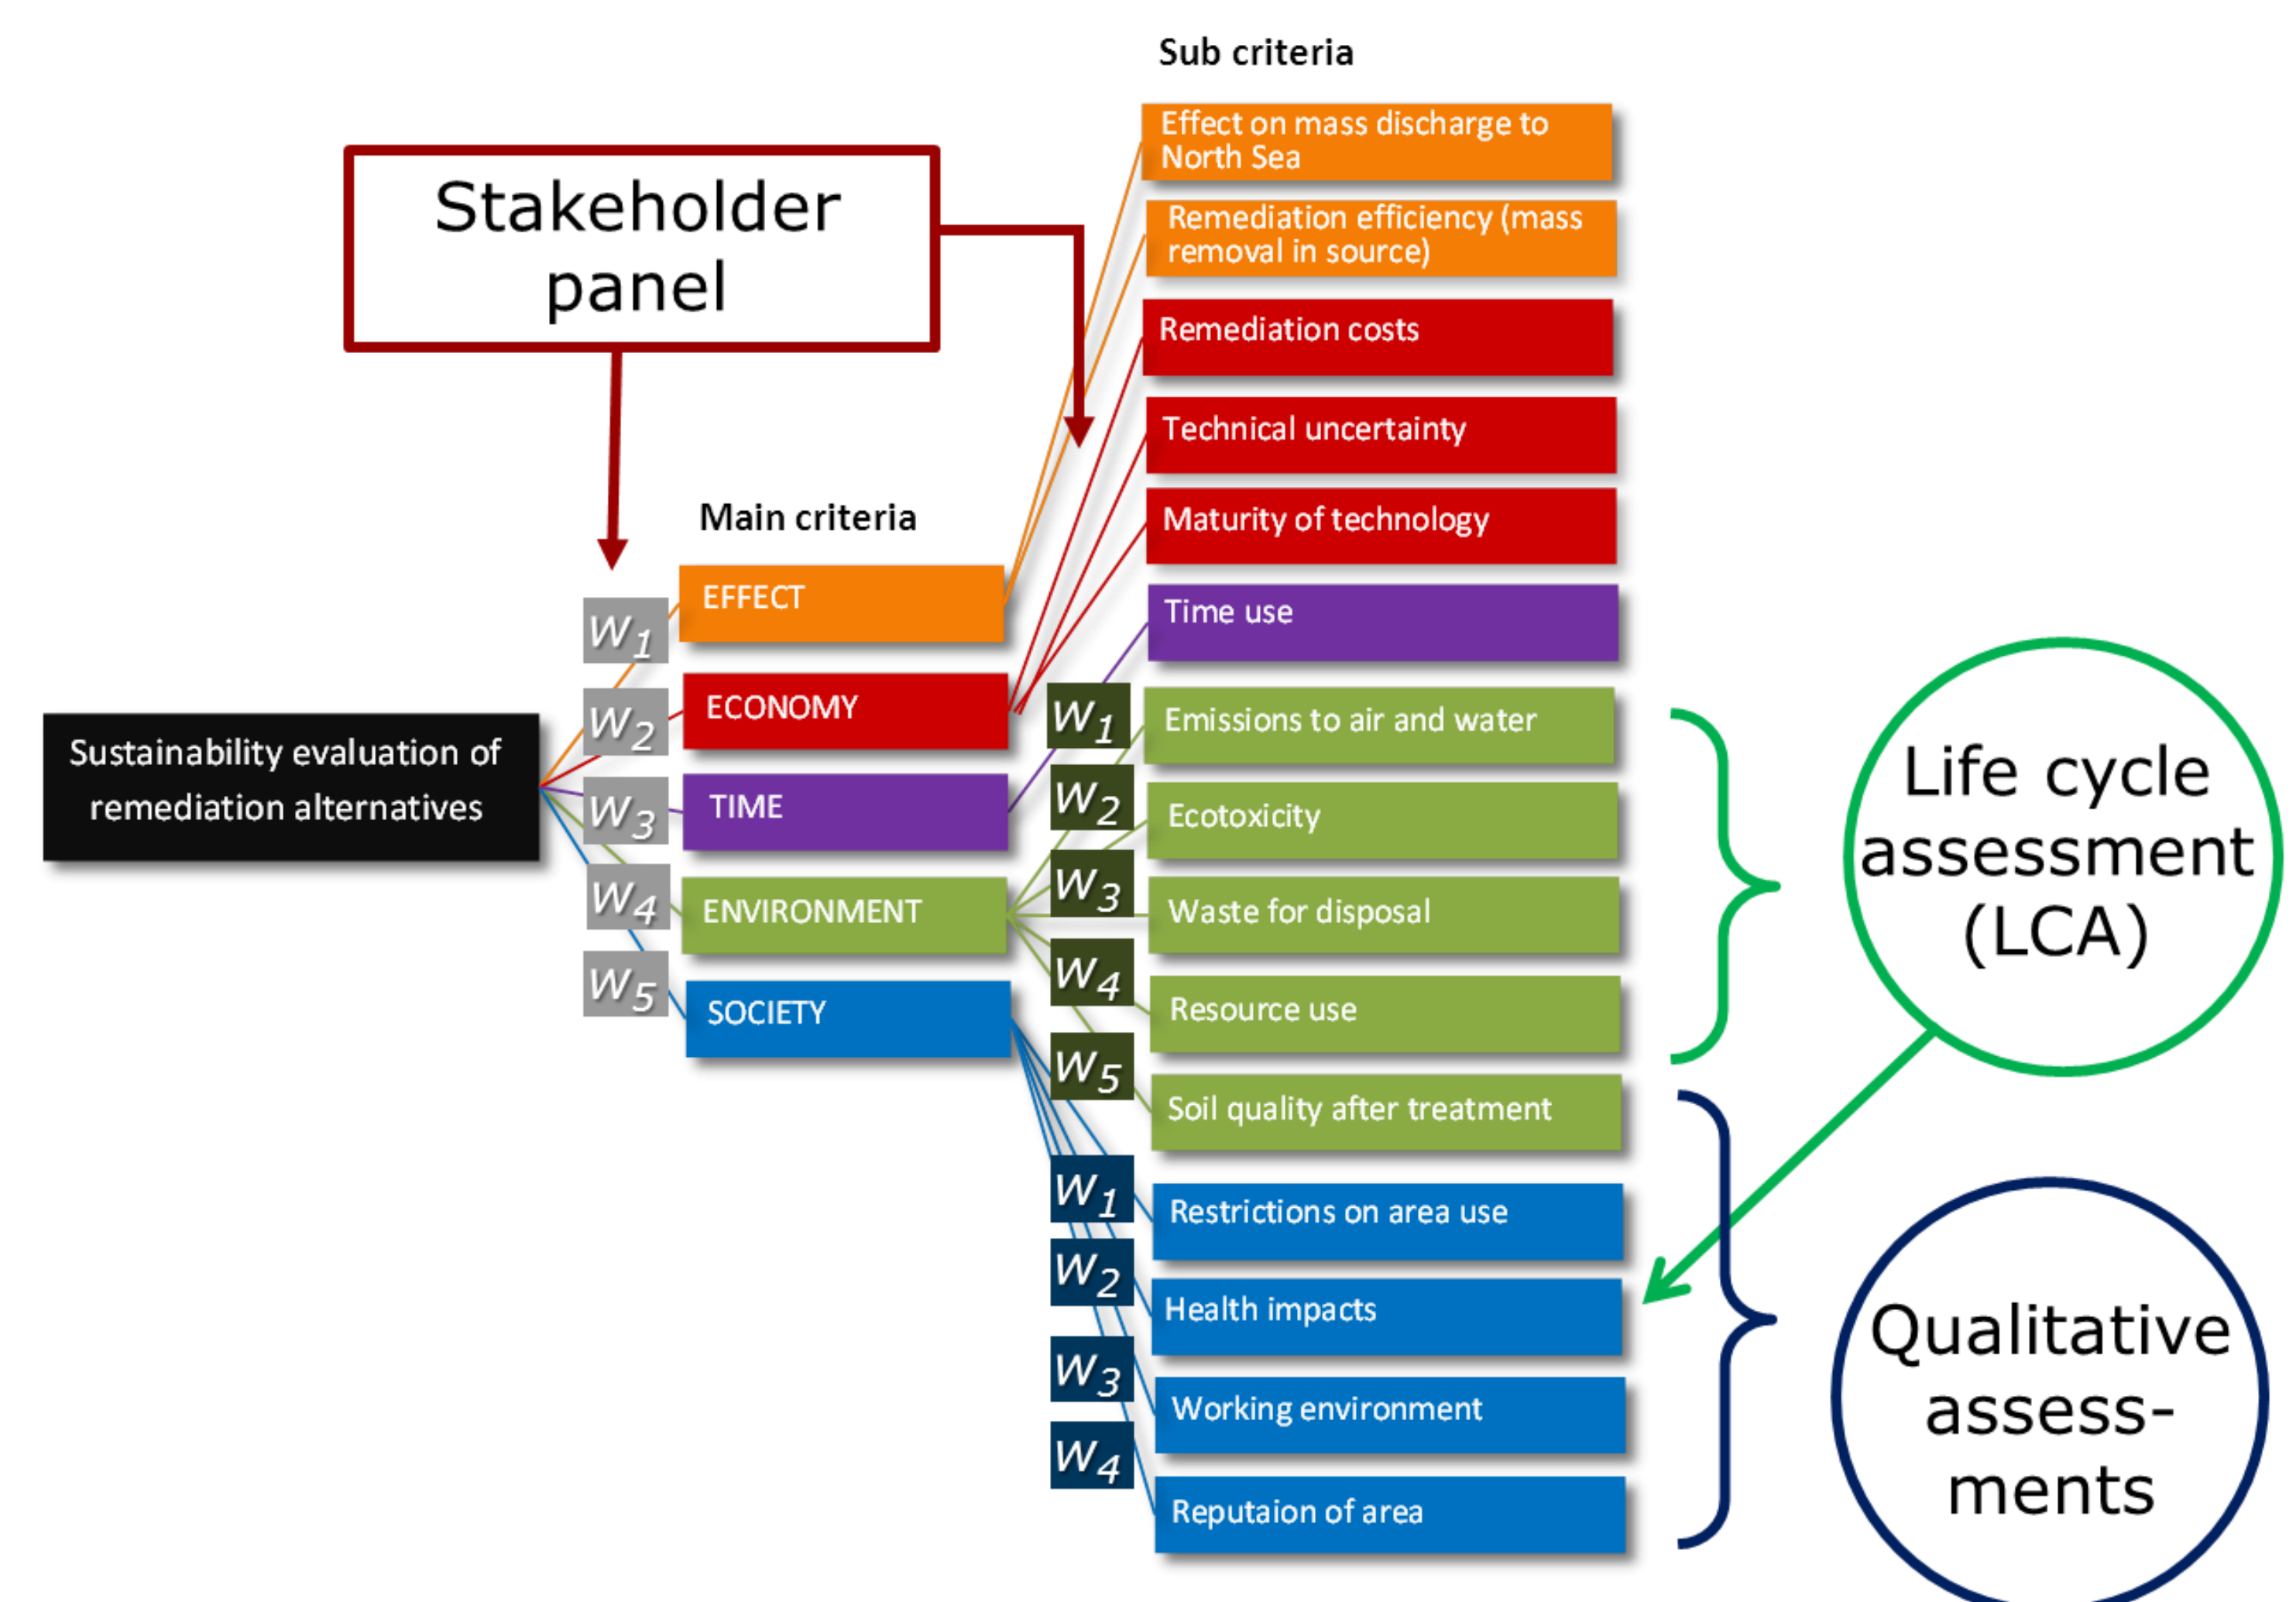 Sub criteria
Stakeholder
panel
Effect on mass discharge to
North Sea
Remediation efficiency (mass
removal in source)
Remediation costs
Technical uncertainty
Maturity of technology
Time use
Main criteria
EFFECT
ECONOMY
TIME
ENVIRONMENT
SOCIETY
W1
W2
W3
W4
W5
Sustainability evaluation of
remediation alternatives
W1
W2
W3
W4
W5
Emissions to air and water
Ecotoxicity
Waste for disposal
Resource use
Soil quality after treatment
W1
W2
W3
W4
Restrictions on area use
Health impacts
Working environment
Reputaion of area
Life cycle
assessment
(LCA)
Qualitative
assess-
ments